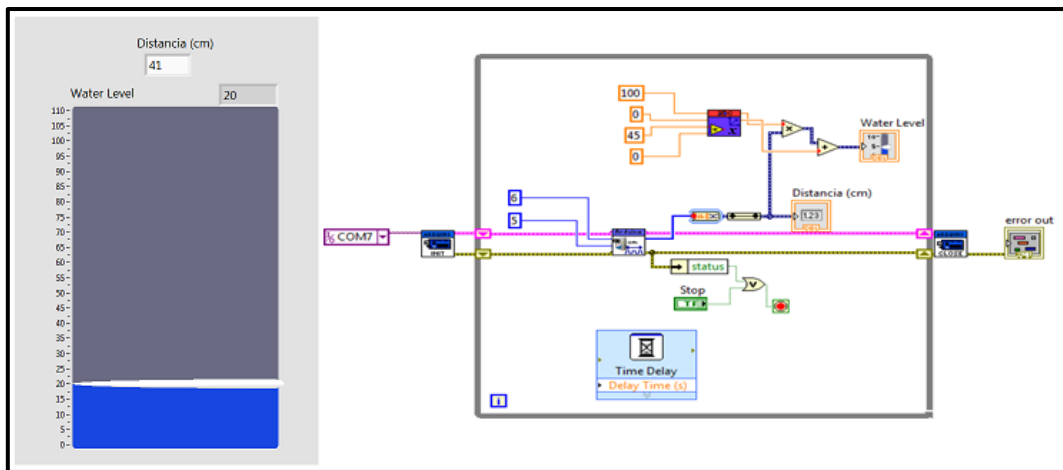 Distancia (cm)
41
Water Level
20
110
105
100
95
90
85
80
75
70
65
60
55
50
45
40
35
30
25
20
15
10
5
0
100
0
45
0
Water Level
6
5
Distancia (cm)
1.23
COM7
INIT
CLOSE
error out
status
Stop
TF
Time Delay
Delay Time (s)
i